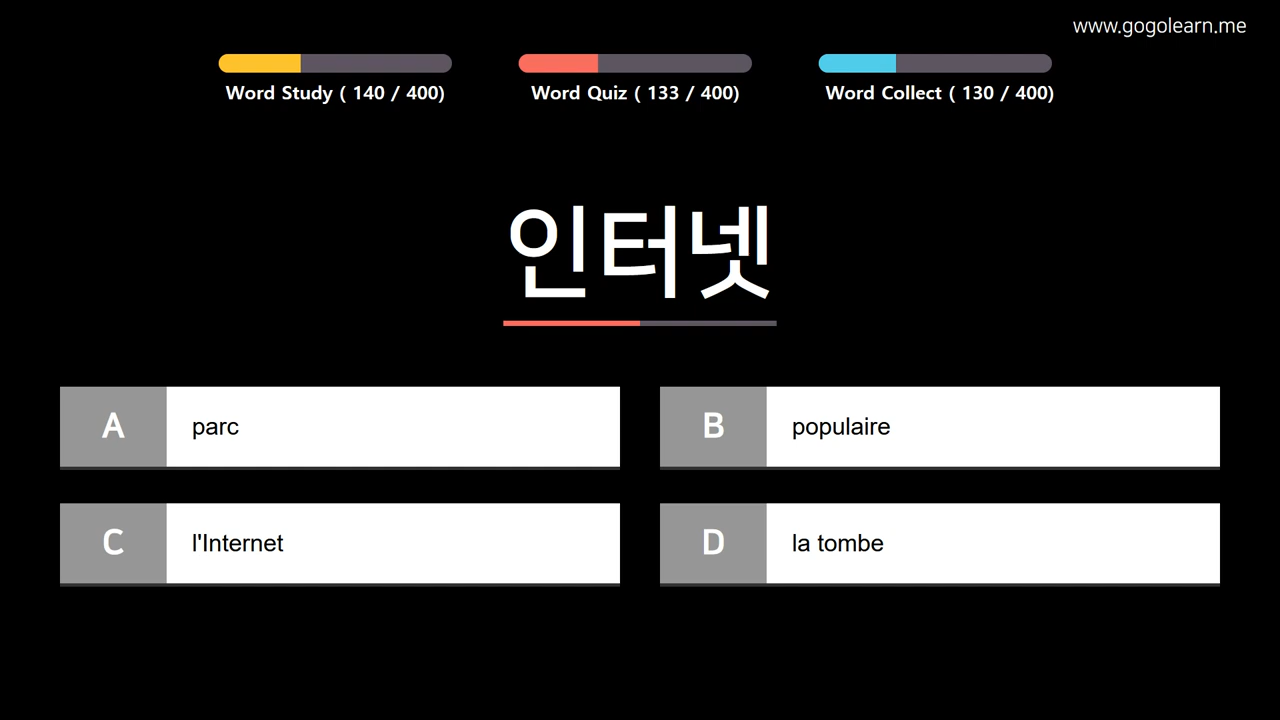 www.gogolearn.me
Word Study ( 140 / 400)
Word Quiz ( 133 / 400)
Word Collect ( 130 / 400)
인터넷
A parc
B populaire
C l'Internet
D la tombe